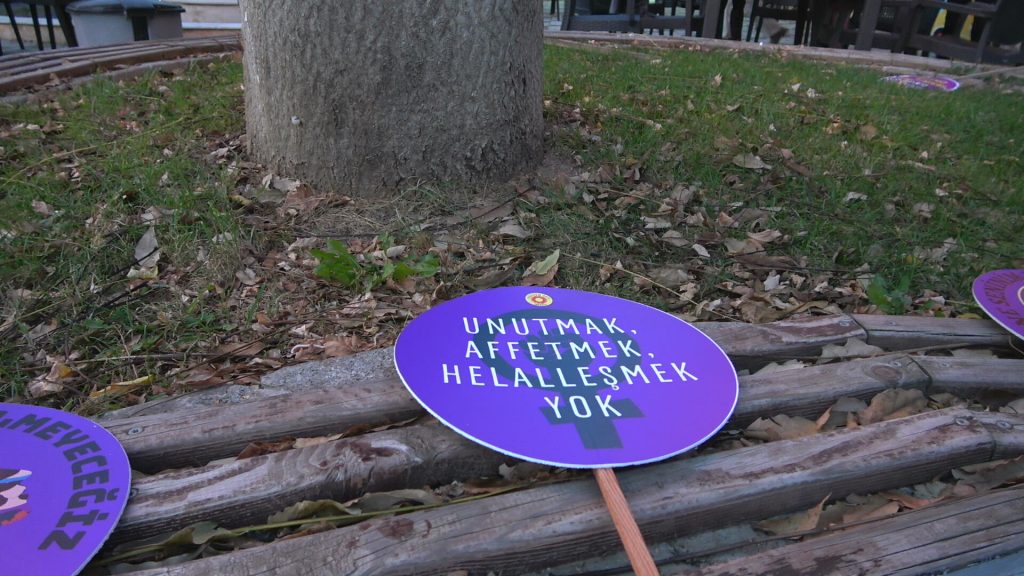 UNUTMAK,
AFFETMEK,
HELALLEŞMEK
YOK